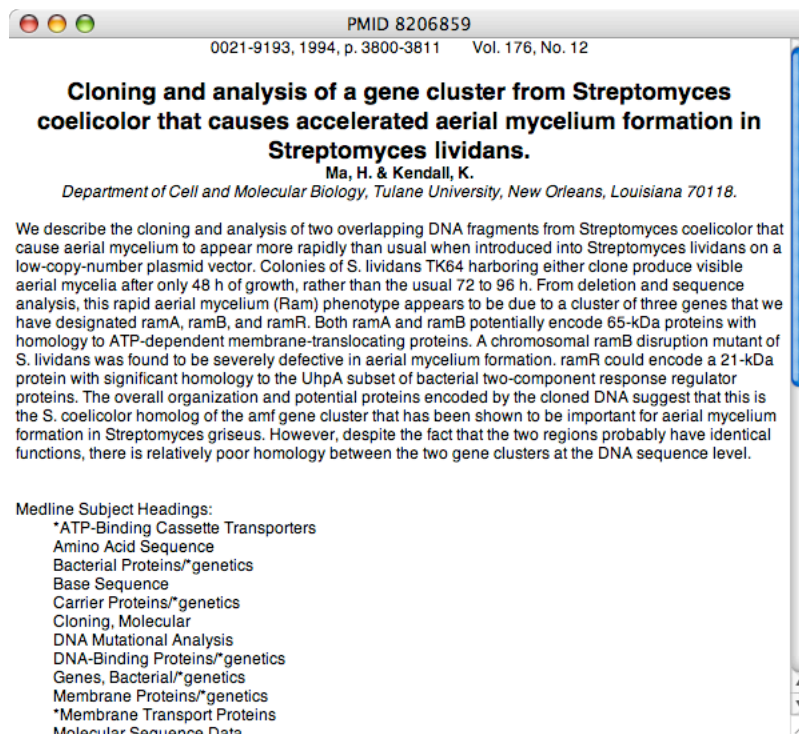 PMID 8206859
0021-9193, 1994, p. 3800-3811 Vol. 176, No. 12
Cloning and analysis of a gene cluster from Streptomyces
coelicolor that causes accelerated aerial mycelium formation in
Streptomyces lividans.
Ma, H. & Kendall, K.
Department of Cell and Molecular Biology, Tulane University, New Orleans, Louisiana 70118.
We describe the cloning and analysis of two overlapping DNA fragments from Streptomyces coelicolor that
cause aerial mycelium to appear more rapidly than usual when introduced into Streptomyces lividans on a
low-copy-number plasmid vector. Colonies of S. lividans TK64 harboring either clone produce visible
aerial mycelia after only 48 h of growth, rather than the usual 72 to 96 h. From deletion and sequence
analysis, this rapid aerial mycelium (Ram) phenotype appears to be due to a cluster of three genes that we
have designated ramA, ramB, and ramR. Both ramA and ramB potentially encode 65-kDa proteins with
homology to ATP-dependent membrane-translocating proteins. A chromosomal ramB disruption mutant of
S. lividans was found to be severely defective in aerial mycelium formation. ramR could encode a 21-kDa
protein with significant homology to the UhpA subset of bacterial two-component response regulator
proteins. The overall organization and potential proteins encoded by the cloned DNA suggest that this is
the S. coelicolor homolog of the amf gene cluster that has been shown to be important for aerial mycelium
formation in Streptomyces griseus. However, despite the fact that the two regions probably have identical
functions, there is relatively poor homology between the two gene clusters at the DNA sequence level.
Medline Subject Headings:
*ATP-Binding Cassette Transporters
Amino Acid Sequence
Bacterial Proteins/*genetics
Base Sequence
Carrier Proteins/*genetics
Cloning, Molecular
DNA Mutational Analysis
DNA-Binding Proteins/*genetics
Genes, Bacterial/*genetics
Membrane Proteins/*genetics
*Membrane Transport Proteins
Molecular Sequence Data